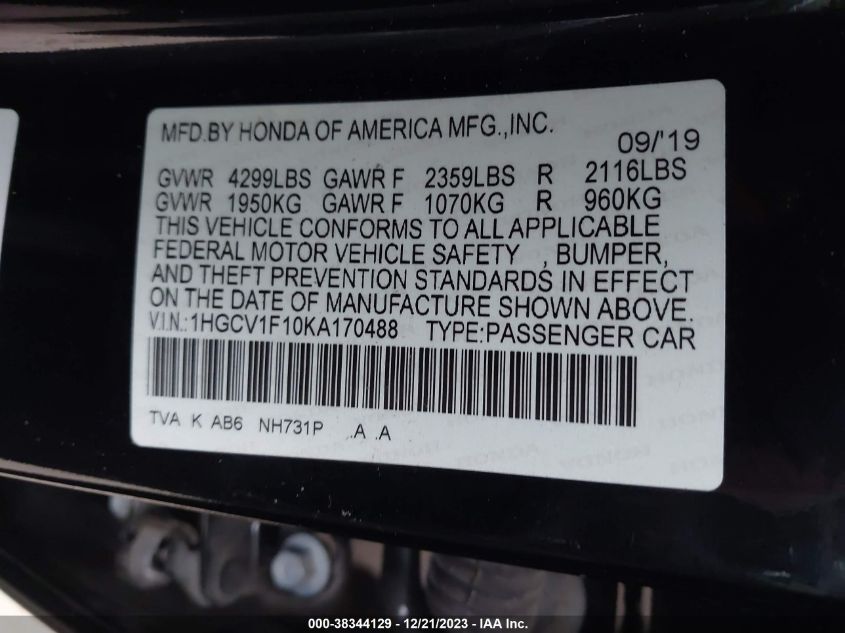 MFD.BY HONDA OF AMERICA MFG.,INC. 09/'19
GVWR 4299LBS GAWR F 2359LBS R 2116LBS
GVWR 1950KG GAWR F 1070KG R 960KG
THIS VEHICLE CONFORMS TO ALL APPLICABLE
FEDERAL MOTOR VEHICLE SAFETY , BUMPER,
AND THEFT PREVENTION STANDARDS IN EFFECT
ON THE DATE OF MANUFACTURE SHOWN ABOVE.
V.I.N.:1HGCV1F10KA170488 TYPE:PASSENGER CAR
TVA K AB6 NH731P .A .A
000-38344129 - 12/21/2023 - IAA Inc.